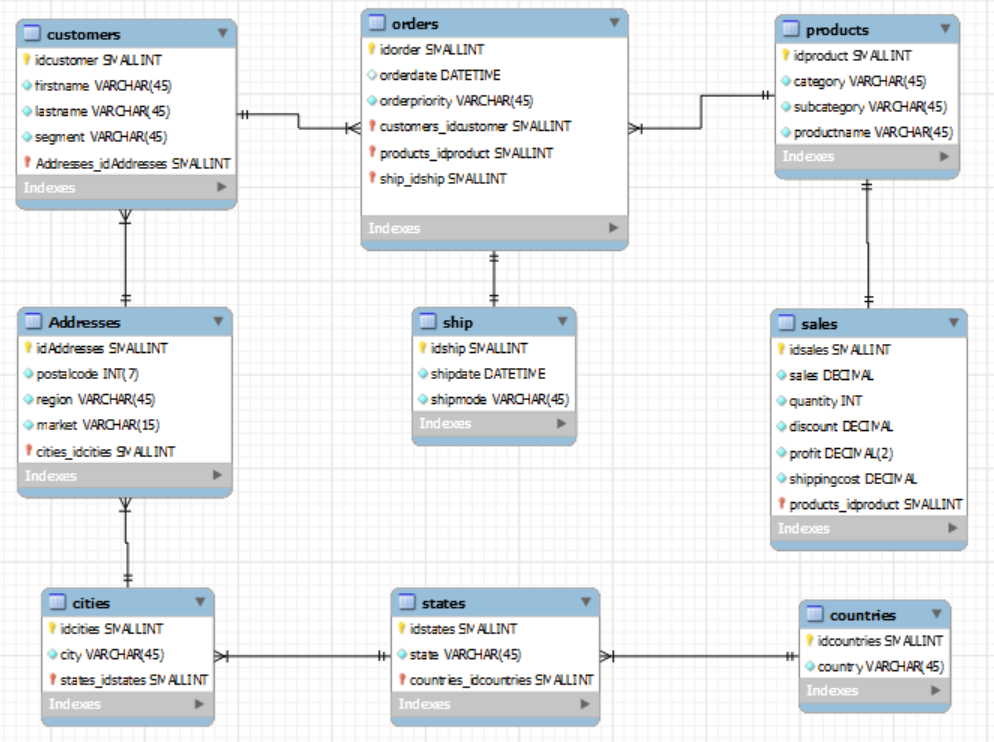 customers
idcustomer SMALLINT
firstname VARCHAR(45)
lastname VARCHAR(45)
segment VARCHAR(45)
Addresses_idAddresses SMALLINT
Indexes
orders
idorder SMALLINT
orderdate DATETIME
orderpriority VARCHAR(45)
customers_idcustomer SMALLINT
products_idproduct SMALLINT
ship_idship SMALLINT
Indexes
products
idproduct SMALLINT
category VARCHAR(45)
subcategory VARCHAR(45)
productname VARCHAR(45)
Indexes
Addresses
idAddresses SMALLINT
postalcode INT(7)
region VARCHAR(45)
market VARCHAR(15)
cities_idcities SMALLINT
Indexes
ship
idship SMALLINT
shipdate DATETIME
shipmode VARCHAR(45)
Indexes
sales
idsales SMALLINT
sales DECIMAL
quantity INT
discount DECIMAL
profit DECIMAL(2)
shippingcost DECIMAL
products_idproduct SMALLINT
Indexes
cities
idcities SMALLINT
city VARCHAR(45)
states_idstates SMALLINT
Indexes
states
idstates SMALLINT
state VARCHAR(45)
countries_idcountries SMALLINT
Indexes
countries
idcountries SMALLINT
country VARCHAR(45)
Indexes